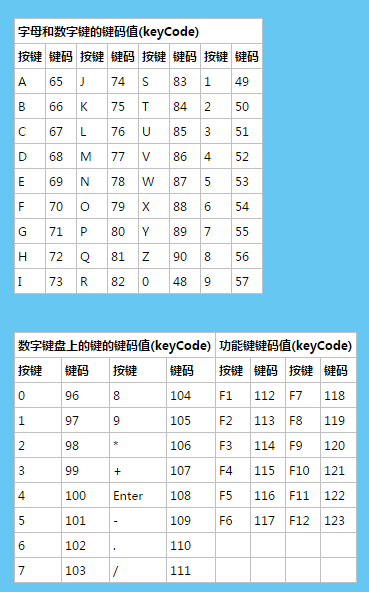 字母和数字键的键码值(keyCode)
按键 键码 按键 键码 按键 键码 按键 键码
A 65 J 74 S 83 1 49
B 66 K 75 T 84 2 50
C 67 L 76 U 85 3 51
D 68 M 77 V 86 4 52
E 69 N 78 W 87 5 53
F 70 O 79 X 88 6 54
G 71 P 80 Y 89 7 55
H 72 Q 81 Z 90 8 56
I 73 R 82 0 48 9 57
数字键盘上的键的键码值(keyCode) 功能键键码值(keyCode)
按键 键码 按键 键码 按键 键码 按键 键码
0 96 8 104 F1 112 F7 118
1 97 9 105 F2 113 F8 119
2 98 * 106 F3 114 F9 120
3 99 + 107 F4 115 F10 121
4 100 Enter 108 F5 116 F11 122
5 101 - 109 F6 117 F12 123
6 102 . 110
7 103 / 111